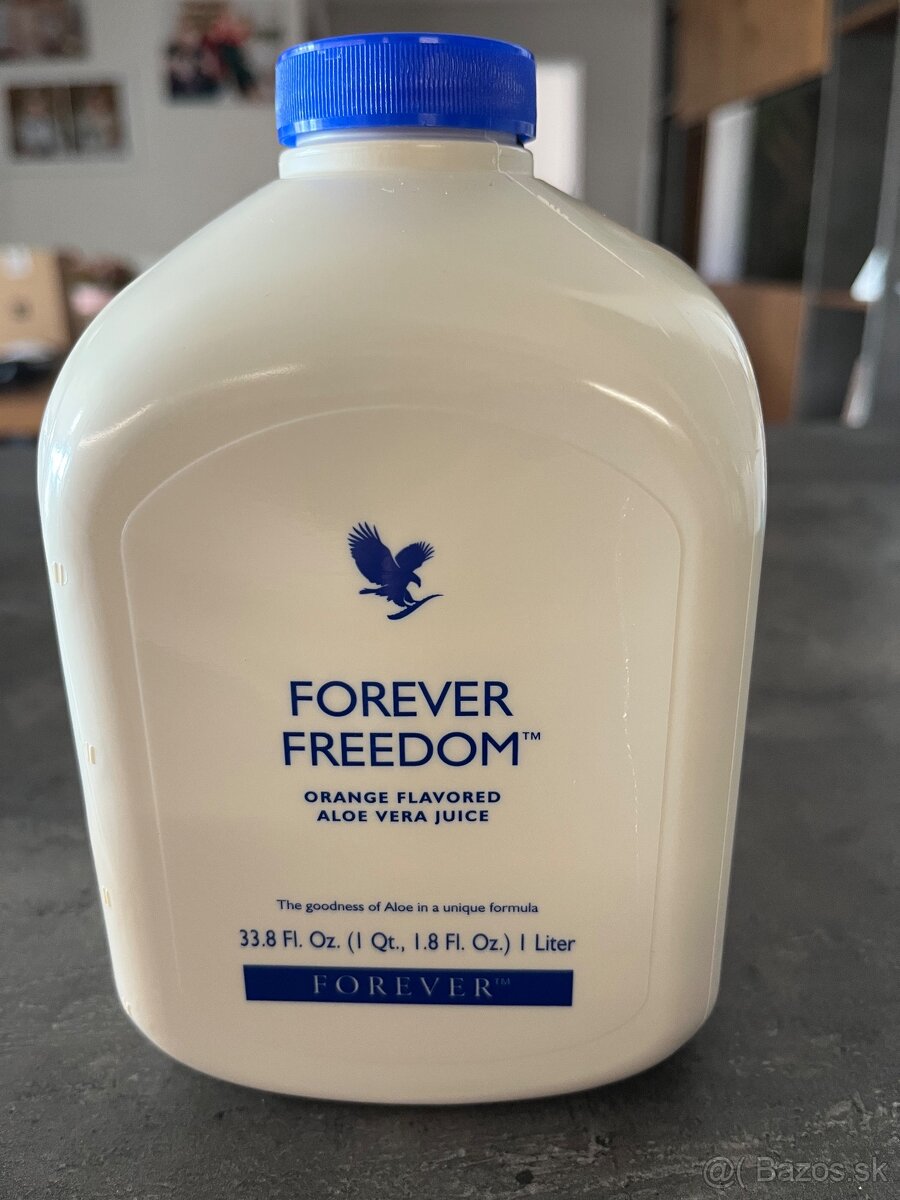 FOREVER
FREEDOM™
ORANGE FLAVORED
ALOE VERA JUICE
The goodness of Aloe in a unique formula
33.8 Fl. Oz. (1 Qt., 1.8 Fl. Oz.) 1 Liter
FOREVER™
@( Bazos.sk